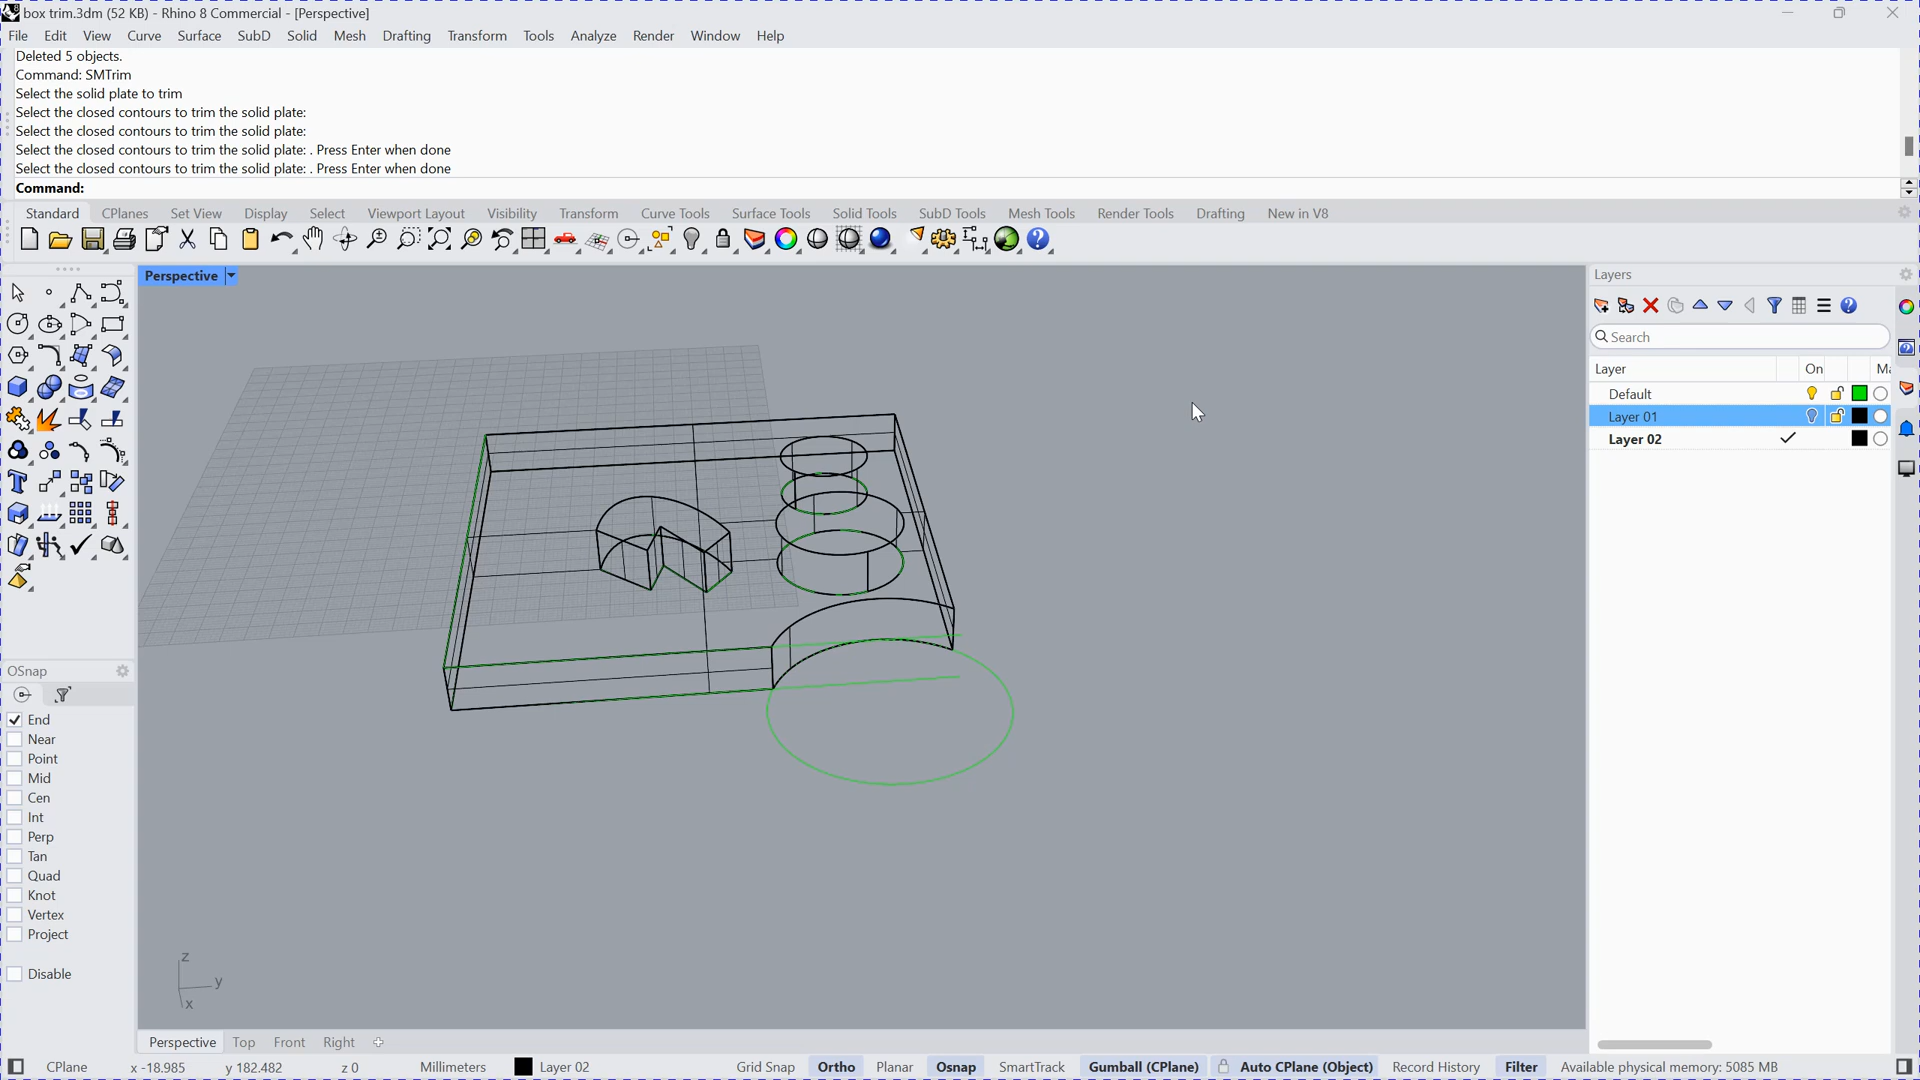 box trim.3dm (52 KB) - Rhino 8 Commercial - [Perspective]
File Edit View Curve Surface SubD Solid Mesh Drafting Transform Tools Analyze Render Window Help
Deleted 5 objects.
Command: SMTrim
Select the solid plate to trim
Select the closed contours to trim the solid plate:
Select the closed contours to trim the solid plate:
Select the closed contours to trim the solid plate: . Press Enter when done
Select the closed contours to trim the solid plate: . Press Enter when done
Command:
Standard CPlanes Set View Display Select Viewport Layout Visibility Transform Curve Tools Surface Tools Solid Tools SubD Tools Mesh Tools Render Tools Drafting New in V8
Perspective
Layers
Search
Layer On Ma
Default
Layer 01
Layer 02
OSnap
End
Near
Point
Mid
Cen
Int
Perp
Tan
Quad
Knot
Vertex
Project
Disable
z
y
x
Perspective Top Front Right
CPlane x -18.985 y 182.482 z 0 Millimeters Layer 02 Grid Snap Ortho Planar Osnap SmartTrack Gumball (CPlane) Auto CPlane (Object) Record History Filter Available physical memory: 5085 MB